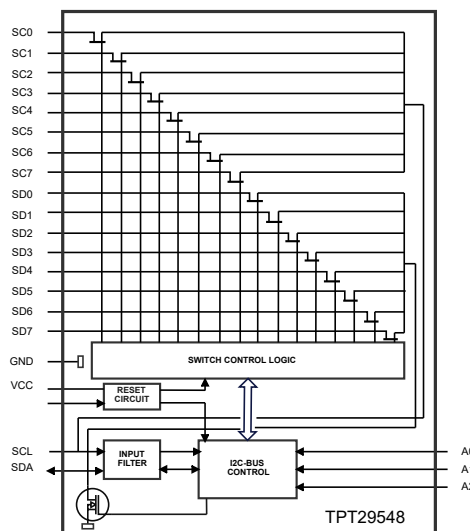 SC0
SC1
SC2
SC3
SC4
SC5
SC6
SC7
SD0
SD1
SD2
SD3
SD4
SD5
SD6
SD7
SWITCH CONTROL LOGIC
GND
VCC
RESET
CIRCUIT
SCL
SDA
INPUT
FILTER
I2C-BUS
CONTROL
TPT29548